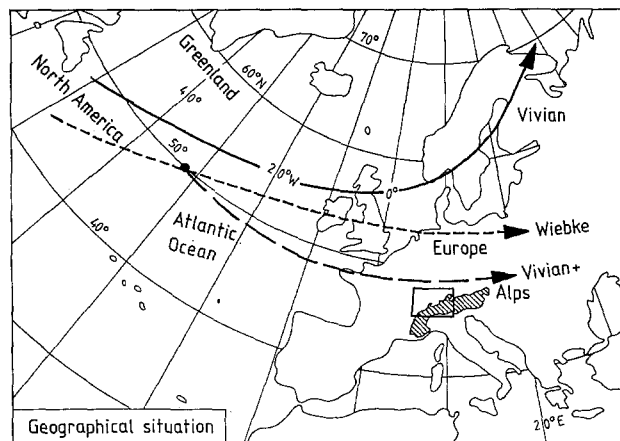 70°
Greenland
60°N
North America
40°
Vivian
50°
20°W
0°
40°
Atlantic
Ocean
Europe
Wiebke
Vivian+
Alps
20°E
Geographical situation